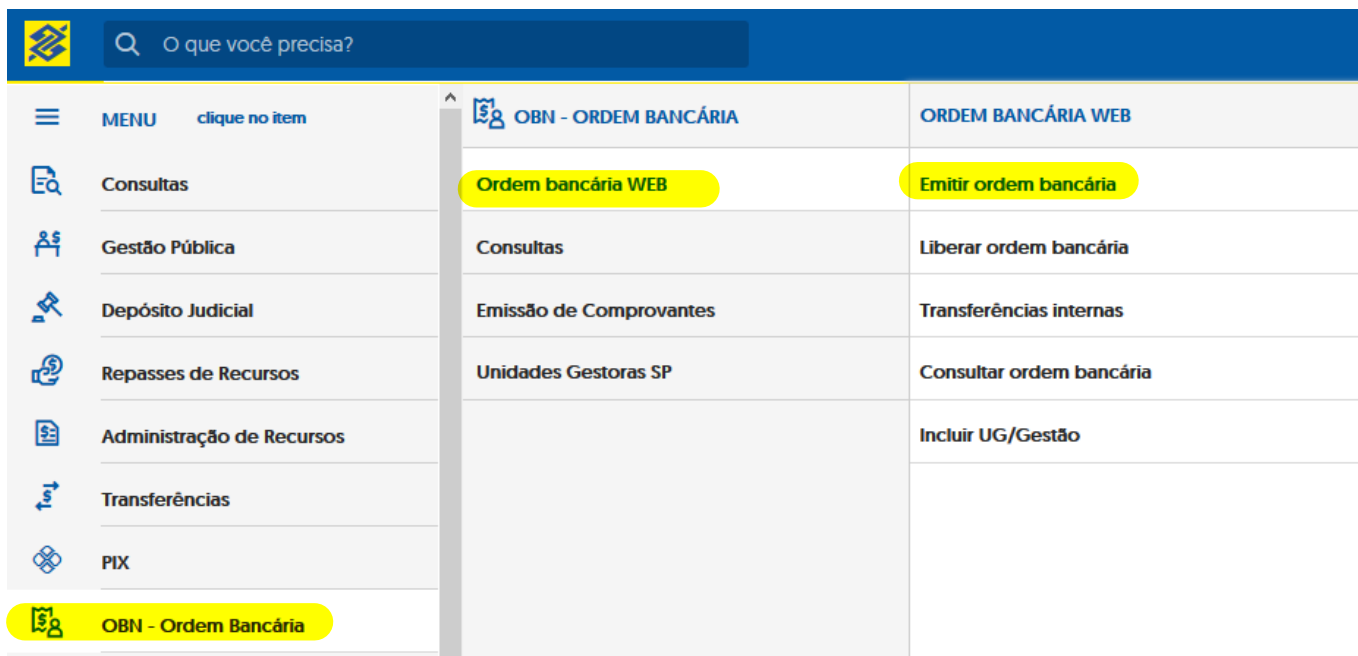 O que você precisa?
MENU clique no item
Consultas
Gestão Pública
Depósito Judicial
Repasses de Recursos
Administração de Recursos
Transferências
PIX
OBN - Ordem Bancária
OBN - ORDEM BANCÁRIA
Ordem bancária WEB
Consultas
Emissão de Comprovantes
Unidades Gestoras SP
ORDEM BANCÁRIA WEB
Emitir ordem bancária
Liberar ordem bancária
Transferências internas
Consultar ordem bancária
Incluir UG/Gestão